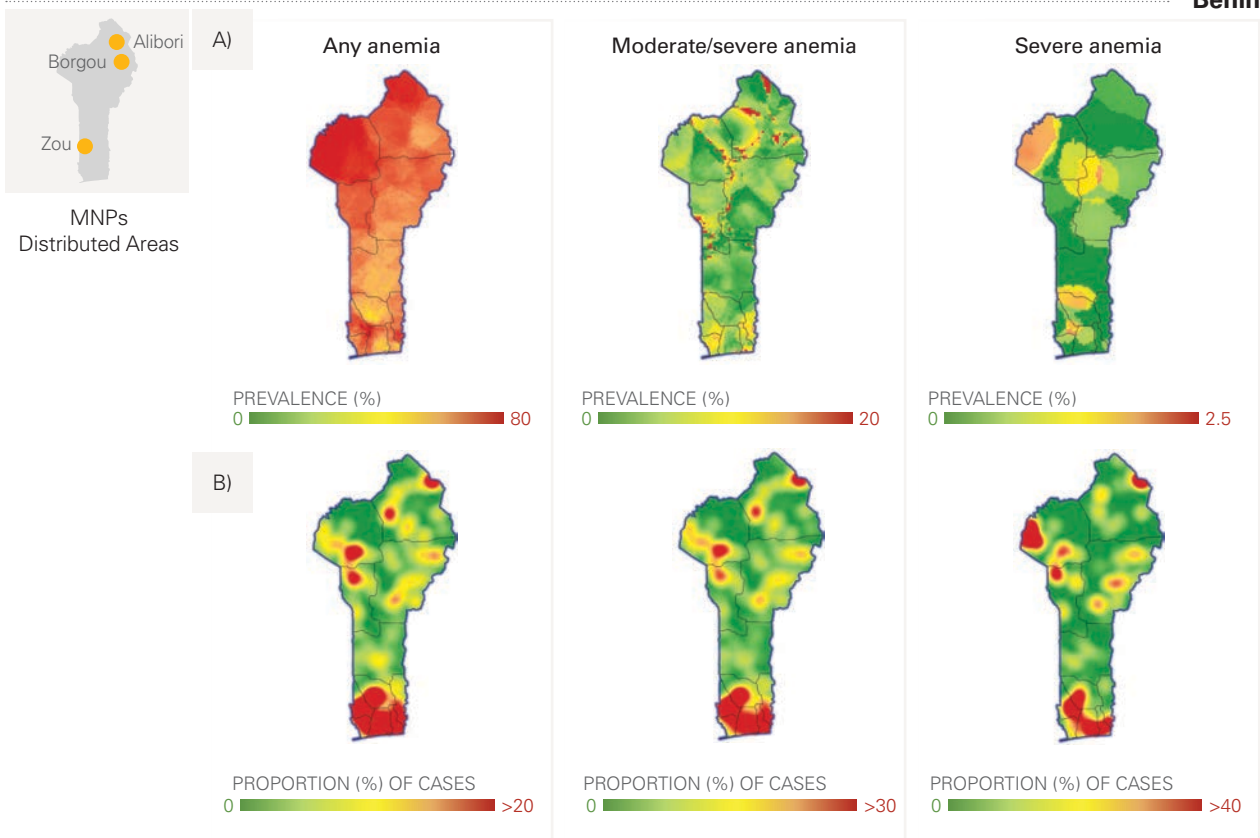 Benin
Alibori
Borgou
Zou
MNPs
Distributed Areas
A)
Any anemia
Moderate/severe anemia
Severe anemia
PREVALENCE (%)
0 80
PREVALENCE (%)
0 20
PREVALENCE (%)
0 2.5
B)
PROPORTION (%) OF CASES
0 >20
PROPORTION (%) OF CASES
0 >30
PROPORTION (%) OF CASES
0 >40